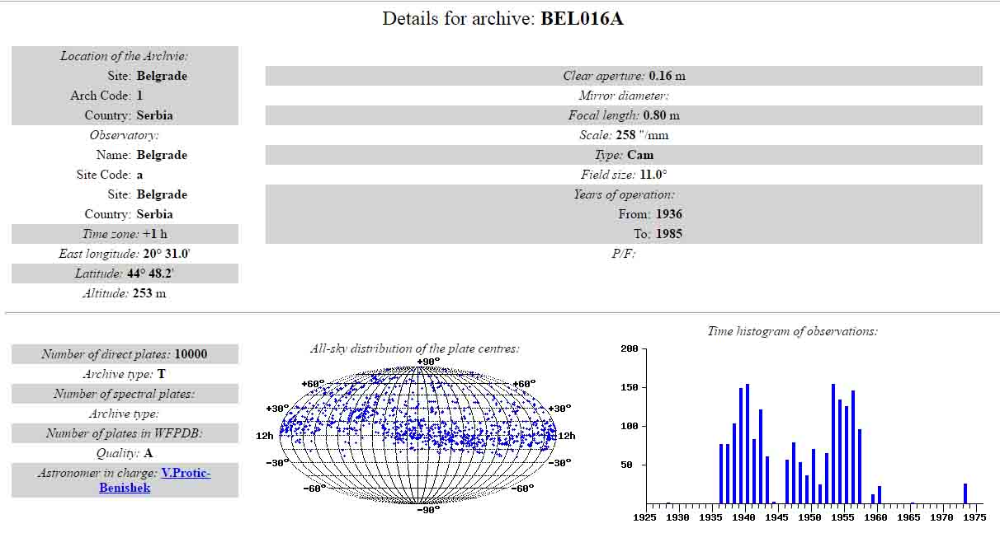 Details for archive: BEL016A
Location of the Archvie:
Site: Belgrade
Arch Code: 1
Country: Serbia
Observatory:
Name: Belgrade
Site Code: a
Site: Belgrade
Country: Serbia
Time zone: +1 h
East longitude: 20° 31.0'
Latitude: 44° 48.2'
Altitude: 253 m
Clear aperture: 0.16 m
Mirror diameter:
Focal length: 0.80 m
Scale: 258 "/mm
Type: Cam
Field size: 11.0°
Years of operation:
From: 1936
To: 1985
P/F:
Number of direct plates: 10000
Archive type: T
Number of spectral plates:
Archive type:
Number of plates in WFPDB:
Quality: A
Astronomer in charge: V.Protic-
Benishek
All-sky distribution of the plate centres:
+90°
+60° +60°
+30° +30°
12h 12h
-30° -30°
-60° -60°
-90°
Time histogram of observations:
200
150
100
50
1925 1930 1935 1940 1945 1950 1955 1960 1965 1970 1975